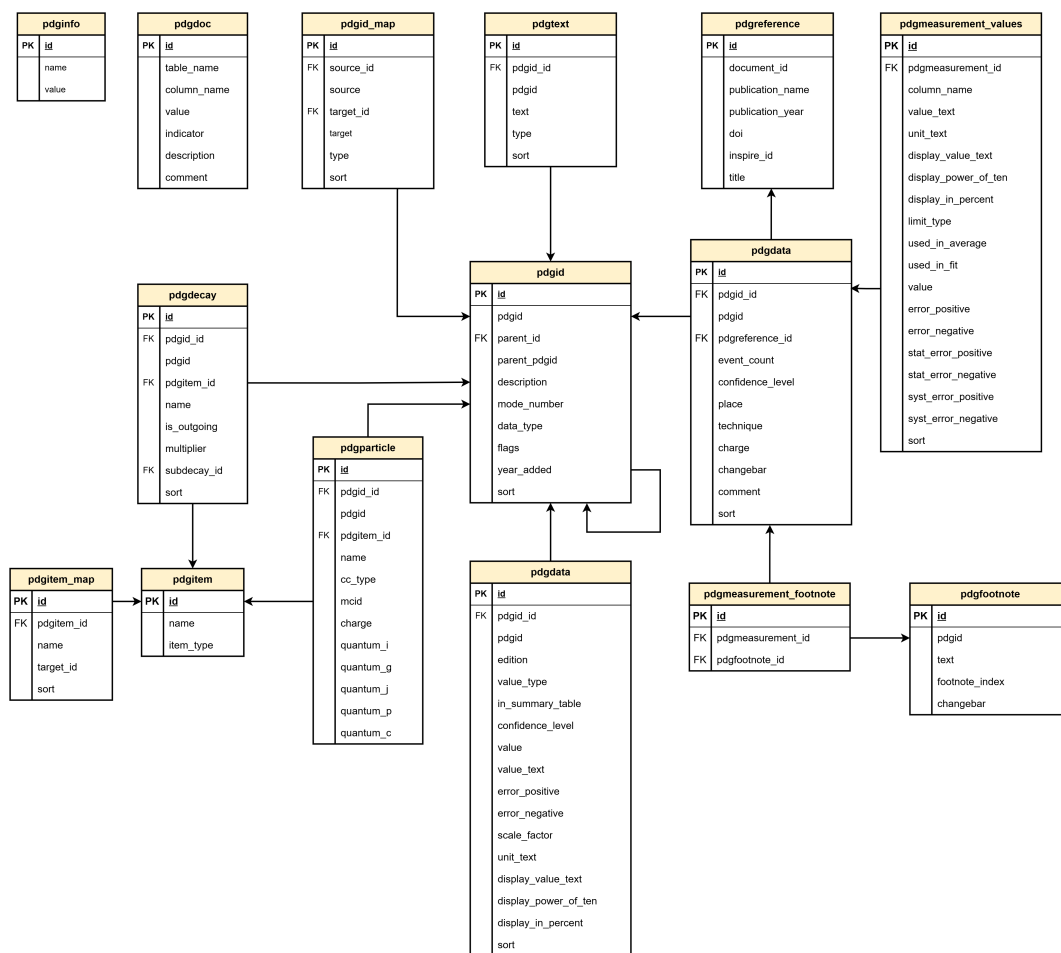 pdginfo
PK id
name
value
pdgdoc
PK id
table_name
column_name
value
indicator
description
comment
pdgid_map
PK id
FK source_id
source
FK target_id
target
type
sort
pdgtext
PK id
FK pdgid_id
pdgid
text
type
sort
pdgreference
PK id
document_id
publication_name
publication_year
doi
inspire_id
title
pdgmeasurement_values
PK id
FK pdgmeasurement_id
column_name
value_text
unit_text
display_value_text
display_power_of_ten
display_in_percent
limit_type
used_in_average
used_in_fit
value
error_positive
error_negative
stat_error_positive
stat_error_negative
syst_error_positive
syst_error_negative
sort
pdgdecay
PK id
FK pdgid_id
pdgid
FK pdgitem_id
name
is_outgoing
multiplier
FK subdecay_id
sort
pdgid
PK id
pdgid
FK parent_id
parent_pdgid
description
mode_number
data_type
flags
year_added
sort
pdgdata
PK id
FK pdgid_id
pdgid
FK pdgreference_id
event_count
confidence_level
place
technique
charge
changebar
comment
sort
pdgparticle
PK id
FK pdgid_id
pdgid
FK pdgitem_id
name
cc_type
mcid
charge
quantum_i
quantum_g
quantum_j
quantum_p
quantum_c
pdgitem_map
PK id
FK pdgitem_id
name
target_id
sort
pdgitem
PK id
name
item_type
pdgdata
PK id
FK pdgid_id
pdgid
edition
value_type
in_summary_table
confidence_level
value
value_text
error_positive
error_negative
scale_factor
unit_text
display_value_text
display_power_of_ten
display_in_percent
sort
pdgmeasurement_footnote
PK id
FK pdgmeasurement_id
FK pdgfootnote_id
pdgfootnote
PK id
pdgid
text
footnote_index
changebar